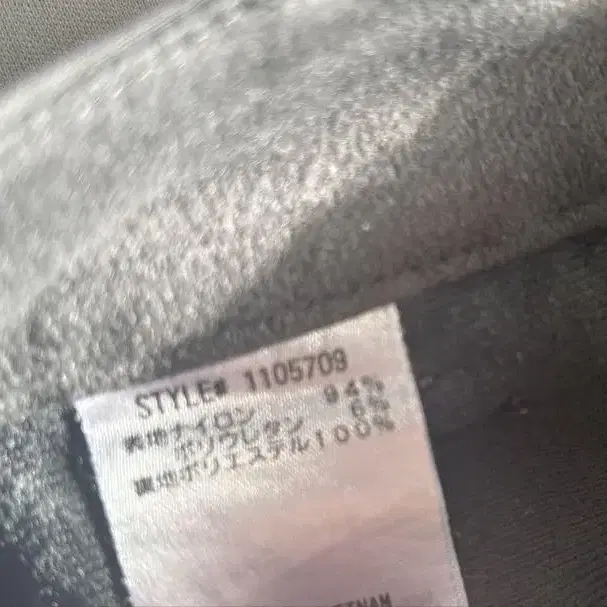 STYLE# 1105709
表地ナイロン 94%
ポリウレタン 6%
裏地ポリエステル100%